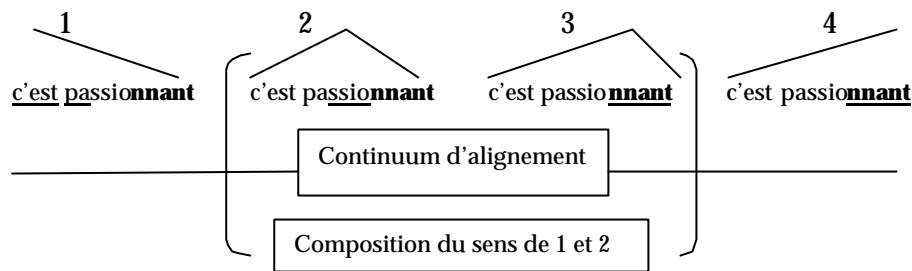 1 2 3 4
c'est passionnant c'est passionnant c'est passionnant c'est passionnant
Continuum d'alignement
Composition du sens de 1 et 2